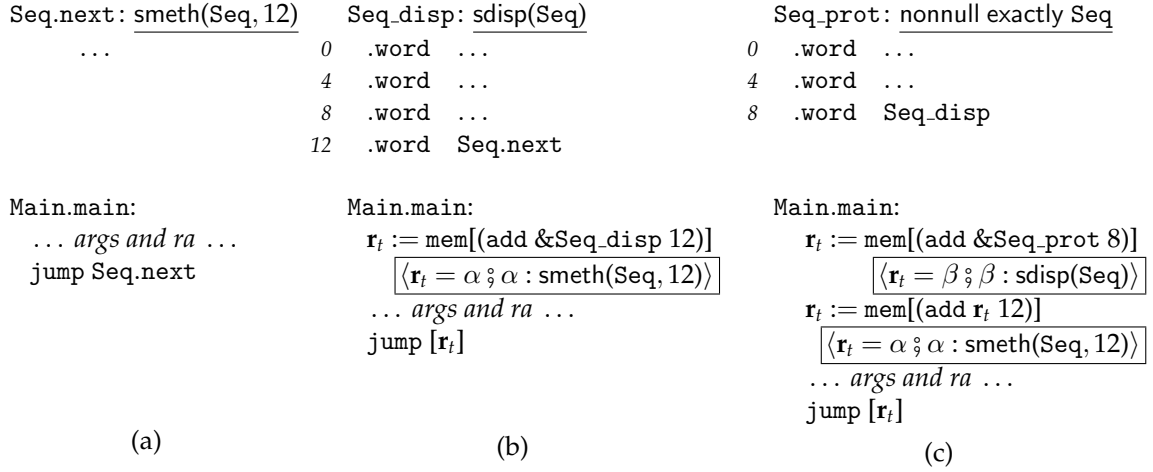 Seq.next: smeth(Seq, 12)
...
Seq_disp: sdisp(Seq)
0 .word ...
4 .word ...
8 .word ...
12 .word Seq.next
Seq_prot: nonnull exactly Seq
0 .word ...
4 .word ...
8 .word Seq_disp
Main.main:
... args and ra ...
jump Seq.next
(a)
Main.main:
r_t := mem[(add &Seq_disp 12)]
⟨r_t = α ⨟ α : smeth(Seq, 12)⟩
... args and ra ...
jump [r_t]
(b)
Main.main:
r_t := mem[(add &Seq_prot 8)]
⟨r_t = β ⨟ β : sdisp(Seq)⟩
r_t := mem[(add r_t 12)]
⟨r_t = α ⨟ α : smeth(Seq, 12)⟩
... args and ra ...
jump [r_t]
(c)